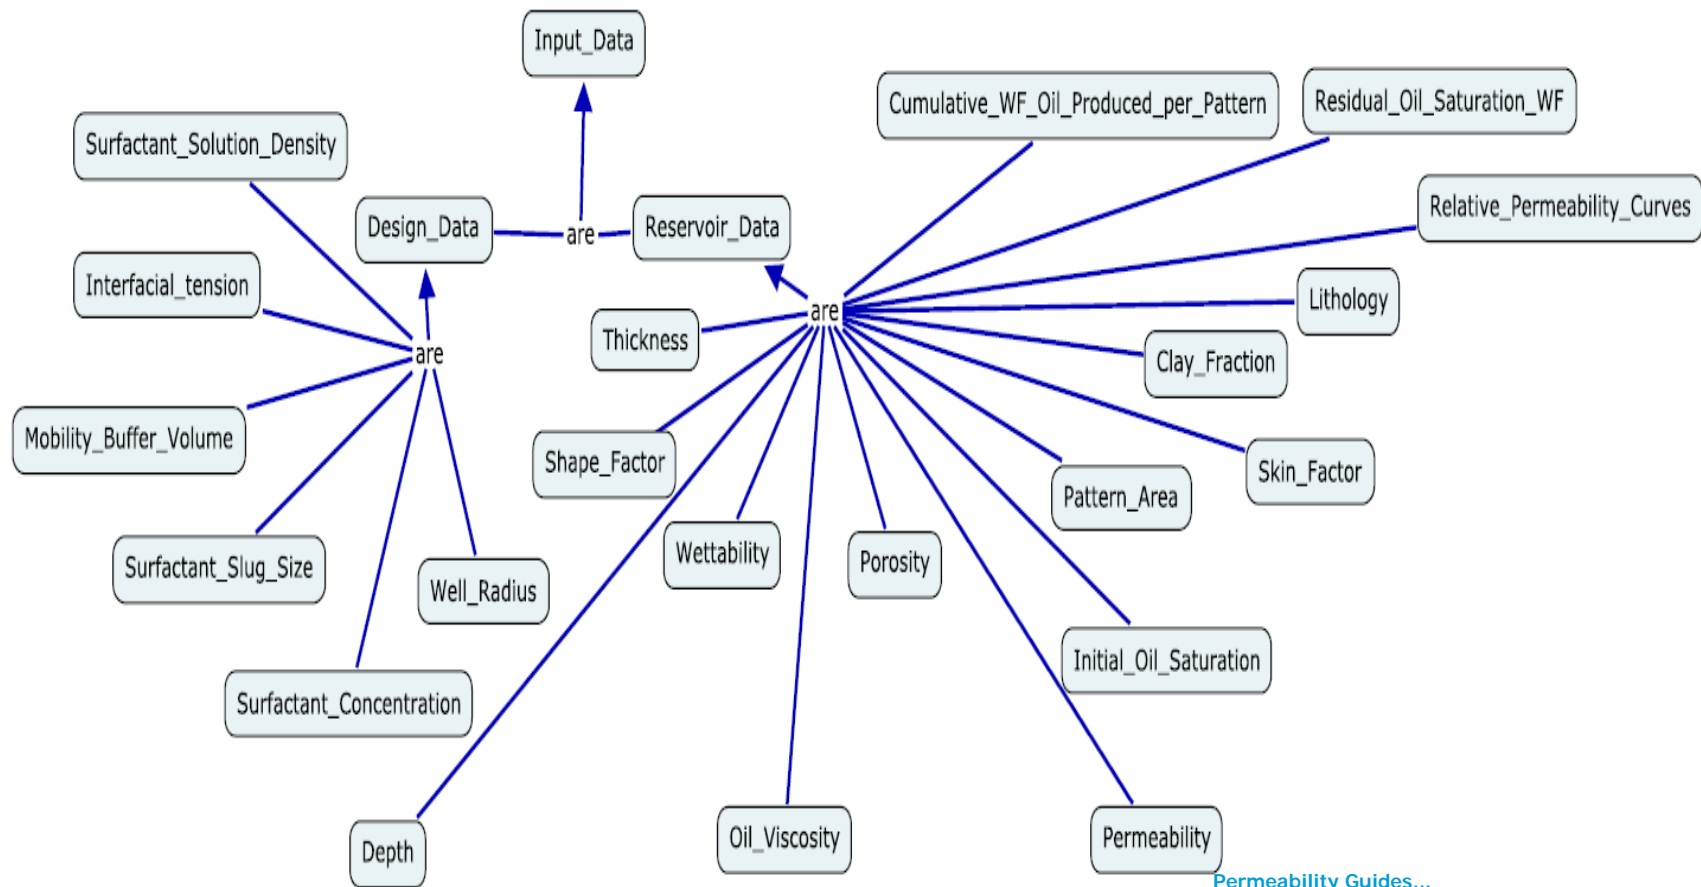 Input_Data
Cumulative_WF_Oil_Produced_per_Pattern
Residual_Oil_Saturation_WF
Surfactant_Solution_Density
Design_Data
are
Reservoir_Data
Relative_Permeability_Curves
Interfacial_tension
are
Thickness
are
Lithology
Clay_Fraction
Mobility_Buffer_Volume
Shape_Factor
Skin_Factor
Pattern_Area
Surfactant_Slug_Size
Well_Radius
Wettability
Porosity
Initial_Oil_Saturation
Surfactant_Concentration
Depth
Oil_Viscosity
Permeability
Permeability Guides...